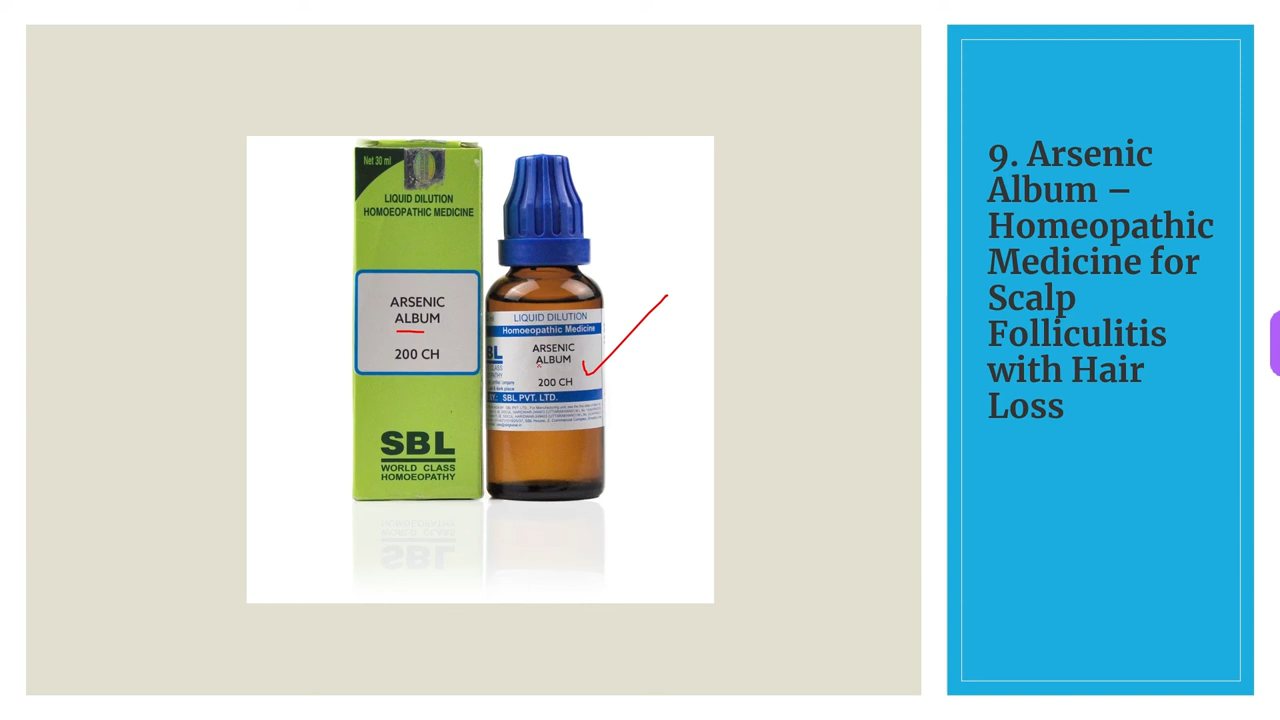 Net 30 ml
LIQUID DILUTION
HOMOEOPATHIC MEDICINE
ARSENIC
ALBUM
200 CH
SBL
WORLD CLASS
HOMOEOPATHY
LIQUID DILUTION
Homoeopathic Medicine
BL
ARSENIC
ALBUM
200 CH
SBL PVT. LTD.
9. Arsenic
Album –
Homeopathic
Medicine for
Scalp
Folliculitis
with Hair
Loss